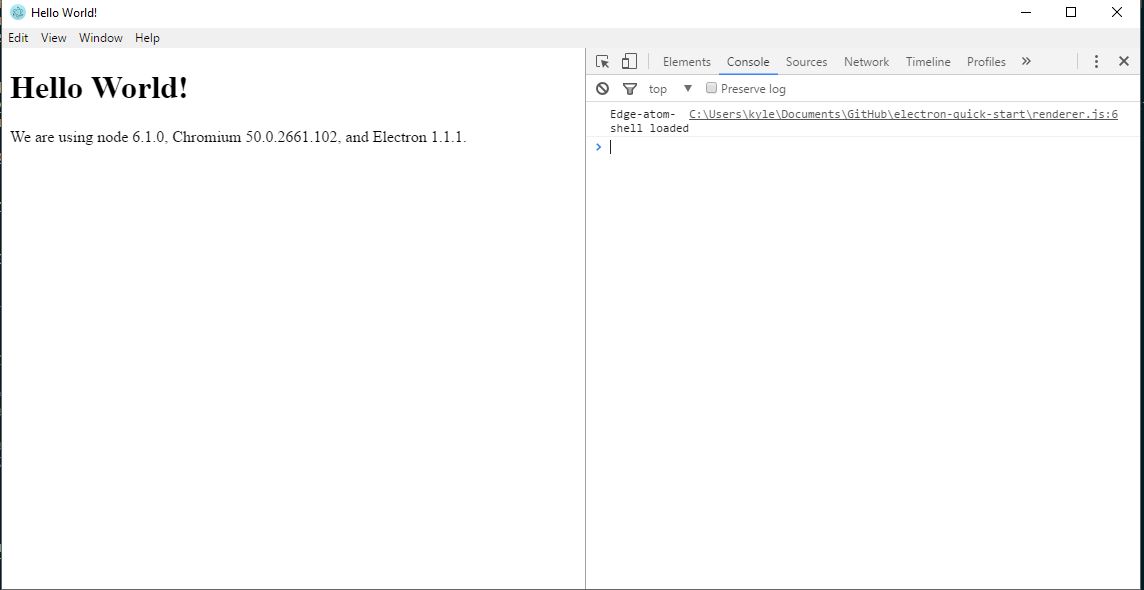 Hello World!
Edit View Window Help
Hello World!
We are using node 6.1.0, Chromium 50.0.2661.102, and Electron 1.1.1.
Elements Console Sources Network Timeline Profiles »
top ▼ Preserve log
Edge-atom- C:\Users\kyle\Documents\GitHub\electron-quick-start\renderer.js:6
shell loaded
>